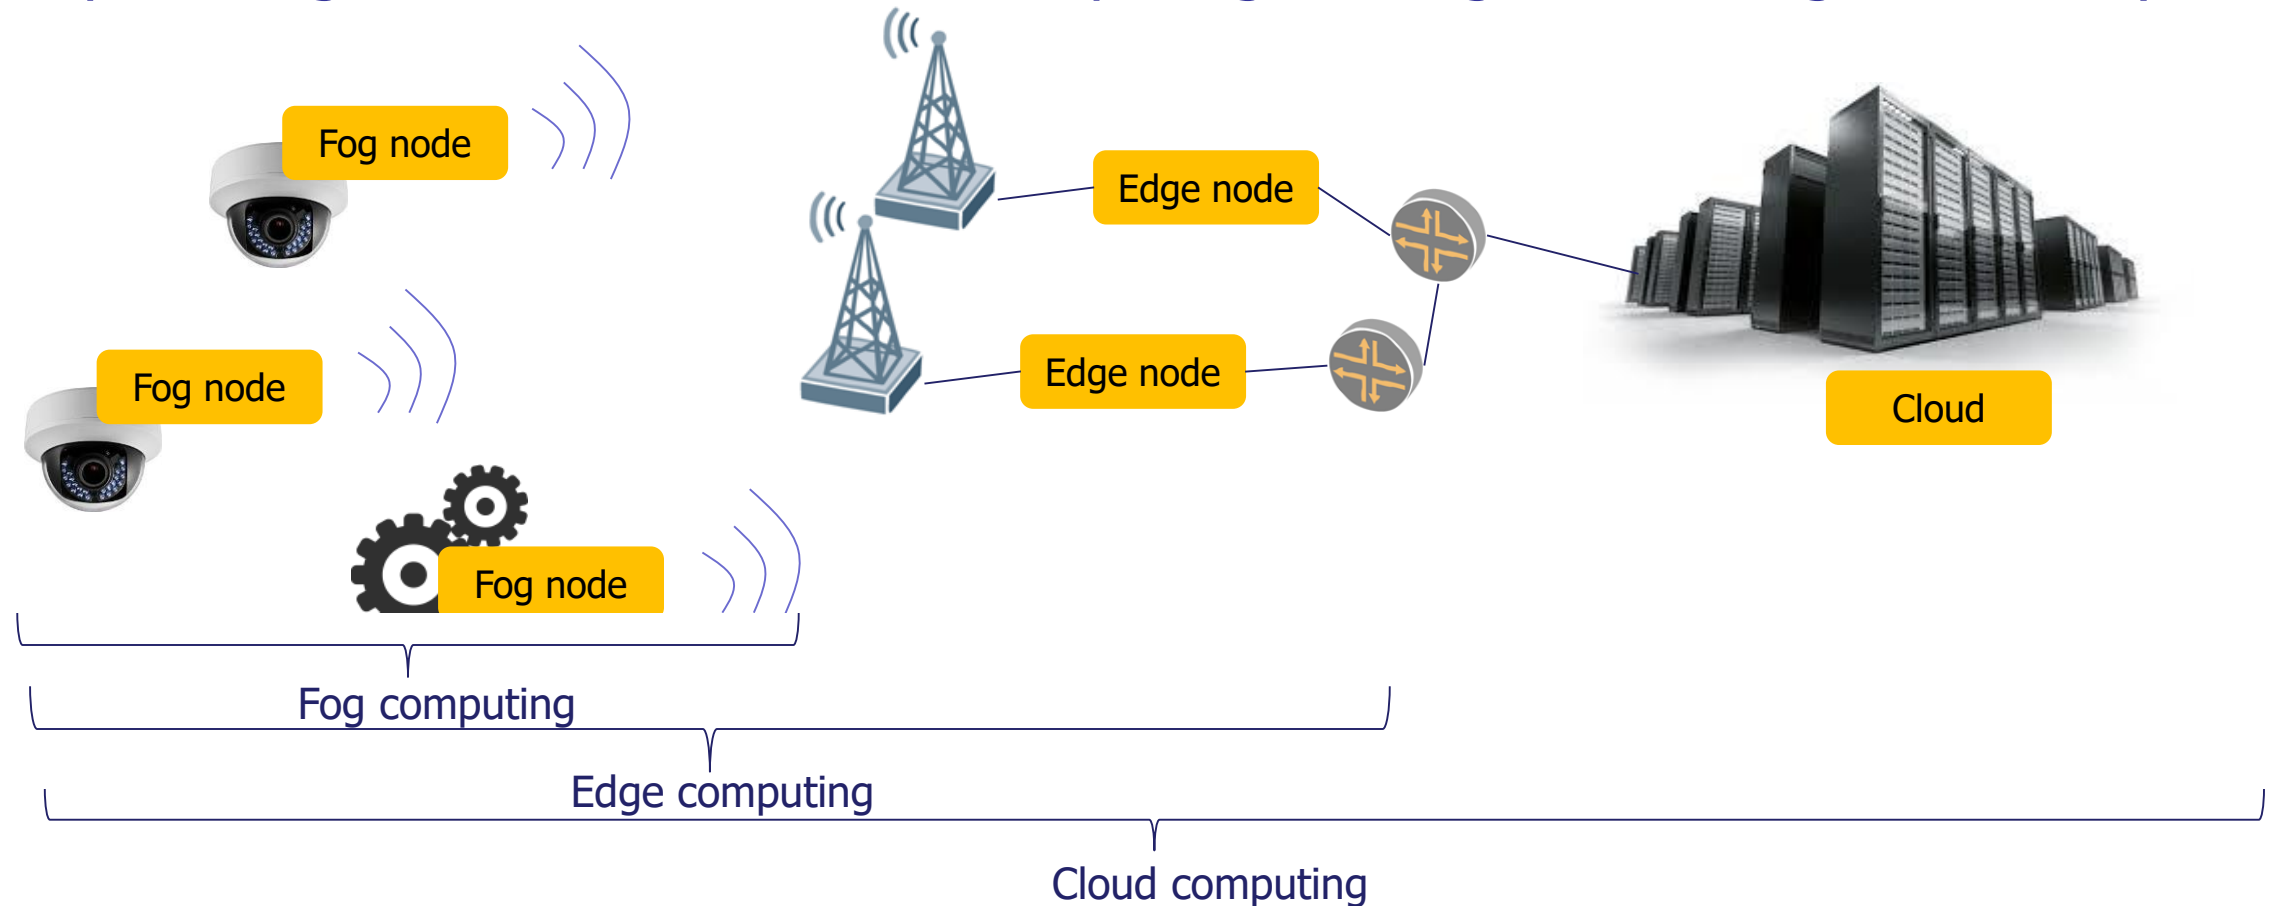 Fog node
Edge node
Fog node
Edge node
Cloud
Fog node
Fog computing
Edge computing
Cloud computing